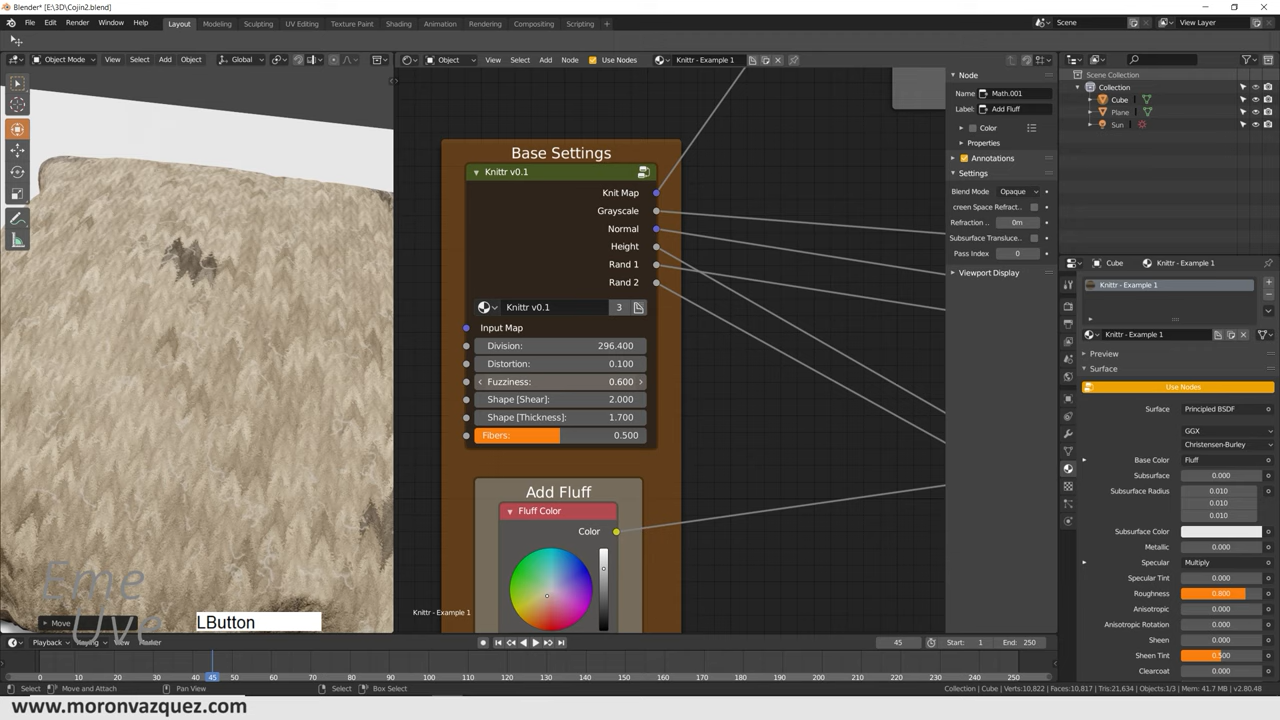 Blender* [E:\3D\Cojin2.blend]
File Edit Render Window Help
Layout Modeling Sculpting UV Editing Texture Paint Shading Animation Rendering Compositing Scripting +
Scene
View Layer
Object Mode View Select Add Object Global
Object View Select Add Node Use Nodes Knittr - Example 1
Base Settings
Knittr v0.1
Knit Map
Grayscale
Normal
Height
Rand 1
Rand 2
Knittr v0.1 3
Input Map
Division: 296.400
Distortion: 0.100
Fuzziness: 0.600
Shape [Shear]: 2.000
Shape [Thickness]: 1.700
Fibers: 0.500
Add Fluff
Fluff Color
Color
Knittr - Example 1
Node
Name Math.001
Label: Add Fluff
Color
Properties
Annotations
Settings
Blend Mode Opaque
creen Space Refract..
Refraction .. 0m
Subsurface Transluce..
Pass Index 0
Viewport Display
Scene Collection
Collection
Cube
Plane
Sun
Cube Knittr - Example 1
Knittr - Example 1
Knittr - Example 1
Preview
Surface
Use Nodes
Surface Principled BSDF
GGX
Christensen-Burley
Base Color Fluff
Subsurface 0.000
Subsurface Radius 0.010
0.010
0.010
Subsurface Color
Metallic 0.000
Specular Multiply
Specular Tint 0.000
Roughness 0.800
Anisotropic 0.000
Anisotropic Rotation 0.000
Sheen 0.000
Sheen Tint 0.500
Clearcoat 0.000
Eme
Uve
Move
LButton
Playback Keying View Marker
45 Start: 1 End: 250
0 20 40 45 60 80 100 120 140 150 160 170 180 190 200 210 220 230 240 250
Select Move and Attach Pan View Select Box Select
Collection | Cube | Verts:10,822 | Faces:10,817 | Tris:21,634 | Objects:1/3 | Mem: 41.7 MB | v2.80.48
www.moronvazquez.com